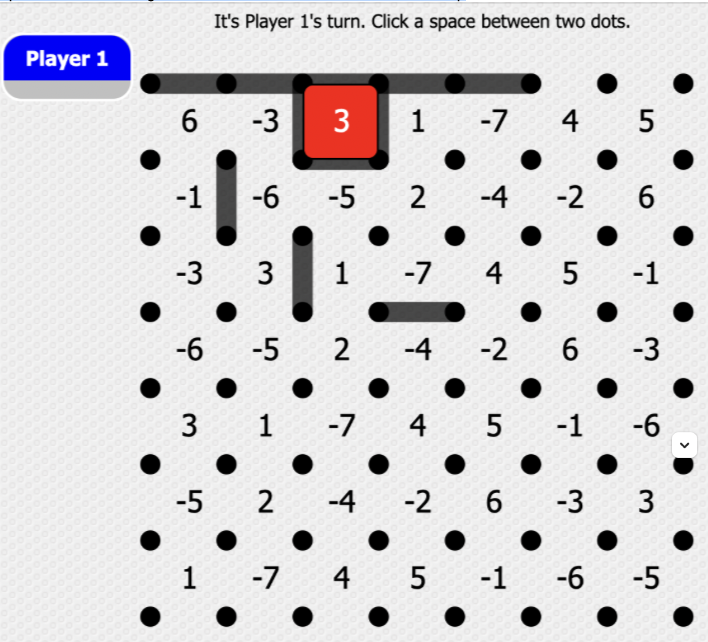 It's Player 1's turn. Click a space between two dots.
Player 1
6 -3 3 1 -7 4 5
-1 -6 -5 2 -4 -2 6
-3 3 1 -7 4 5 -1
-6 -5 2 -4 -2 6 -3
3 1 -7 4 5 -1 -6
-5 2 -4 -2 6 -3 3
1 -7 4 5 -1 -6 -5